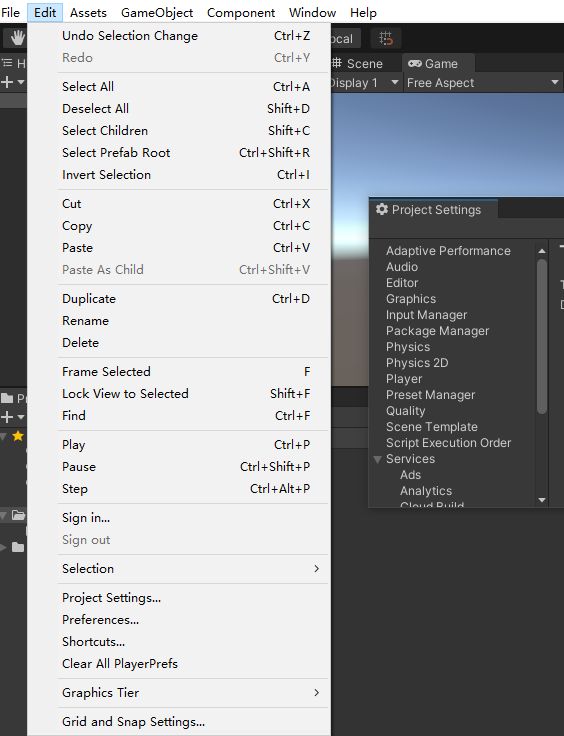 File Edit Assets GameObject Component Window Help
Undo Selection Change Ctrl+Z
Redo Ctrl+Y
Select All Ctrl+A
Deselect All Shift+D
Select Children Shift+C
Select Prefab Root Ctrl+Shift+R
Invert Selection Ctrl+I
Cut Ctrl+X
Copy Ctrl+C
Paste Ctrl+V
Paste As Child Ctrl+Shift+V
Duplicate Ctrl+D
Rename
Delete
Frame Selected F
Lock View to Selected Shift+F
Find Ctrl+F
Play Ctrl+P
Pause Ctrl+Shift+P
Step Ctrl+Alt+P
Sign in...
Sign out
Selection
Project Settings...
Preferences...
Shortcuts...
Clear All PlayerPrefs
Graphics Tier
Grid and Snap Settings...
ocal
Scene Game
Display 1 Free Aspect
Project Settings
Adaptive Performance
Audio
Editor
Graphics
Input Manager
Package Manager
Physics
Physics 2D
Player
Preset Manager
Quality
Scene Template
Script Execution Order
Services
Ads
Analytics
Cloud Build